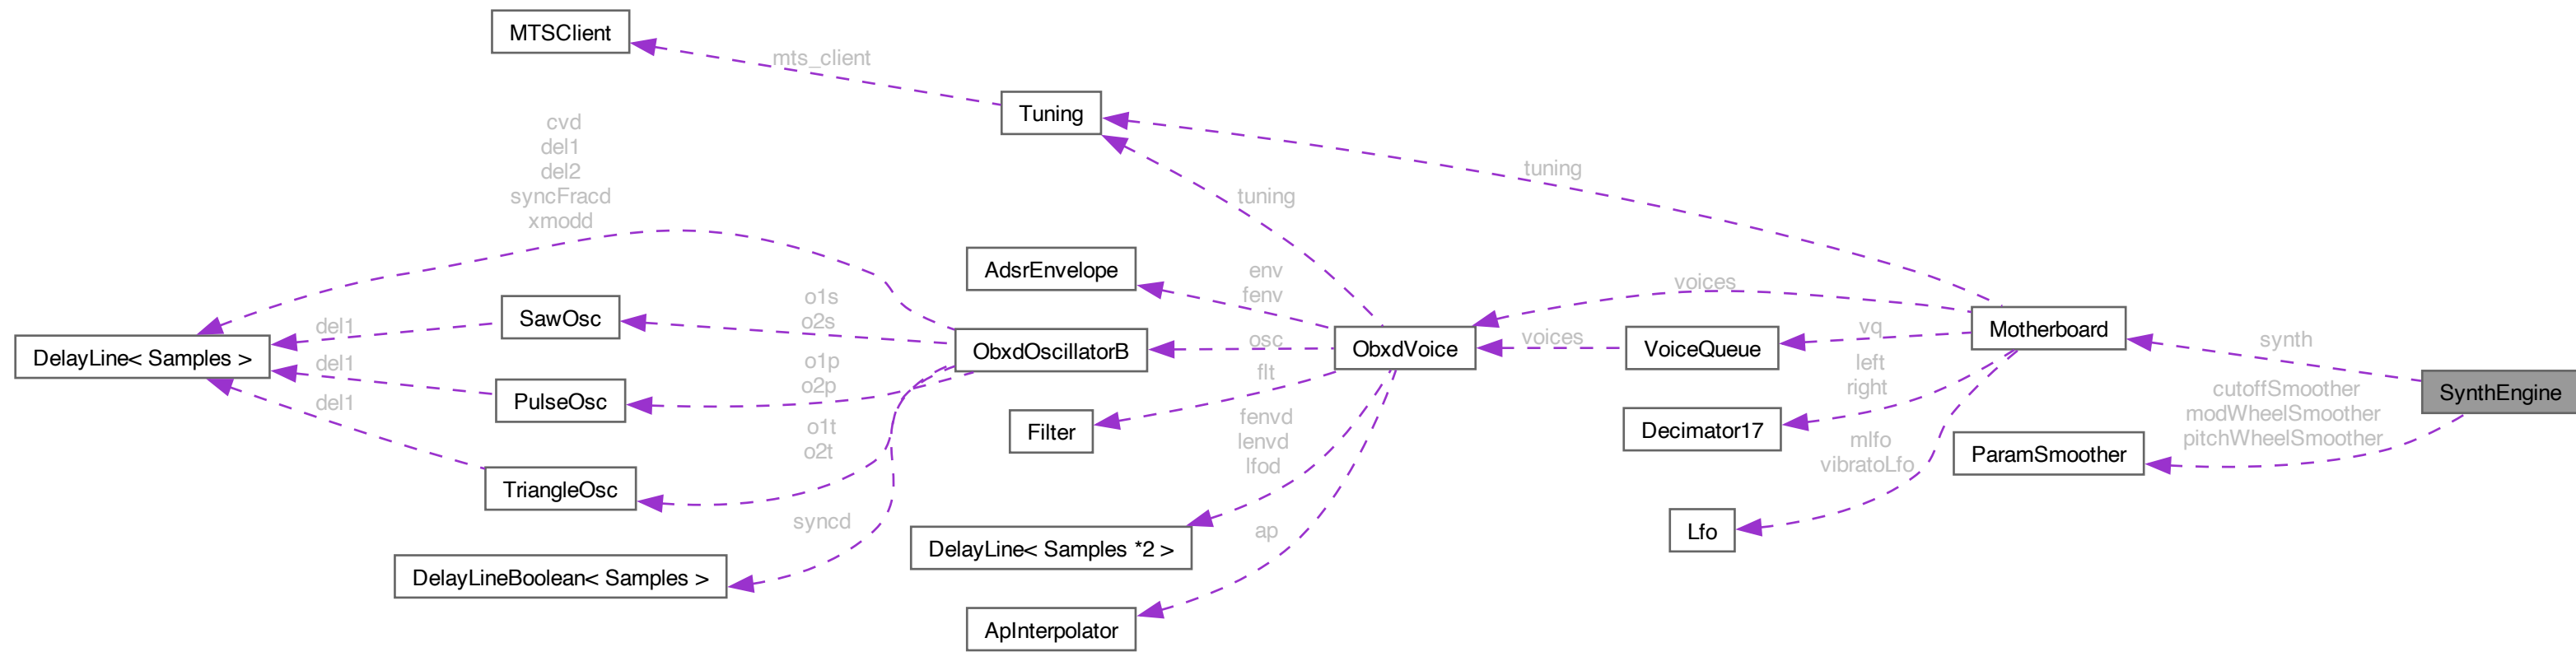 MTSClient
mts_client
Tuning
cvd
del1
del2
syncFracd
xmodd
tuning
tuning
AdsrEnvelope
env
fenv
voices
SawOsc
o1s
o2s
del1
DelayLine< Samples >
ObxdOscillatorB
osc
ObxdVoice
voices
VoiceQueue
vq
Motherboard
synth
SynthEngine
del1
PulseOsc
o1p
o2p
flt
left
right
cutoffSmoother
modWheelSmoother
pitchWheelSmoother
del1
Filter
fenvd
lenvd
lfod
Decimator17
mlfo
vibratoLfo
ParamSmoother
o1t
o2t
TriangleOsc
syncd
DelayLine< Samples *2 >
ap
Lfo
DelayLineBoolean< Samples >
ApInterpolator